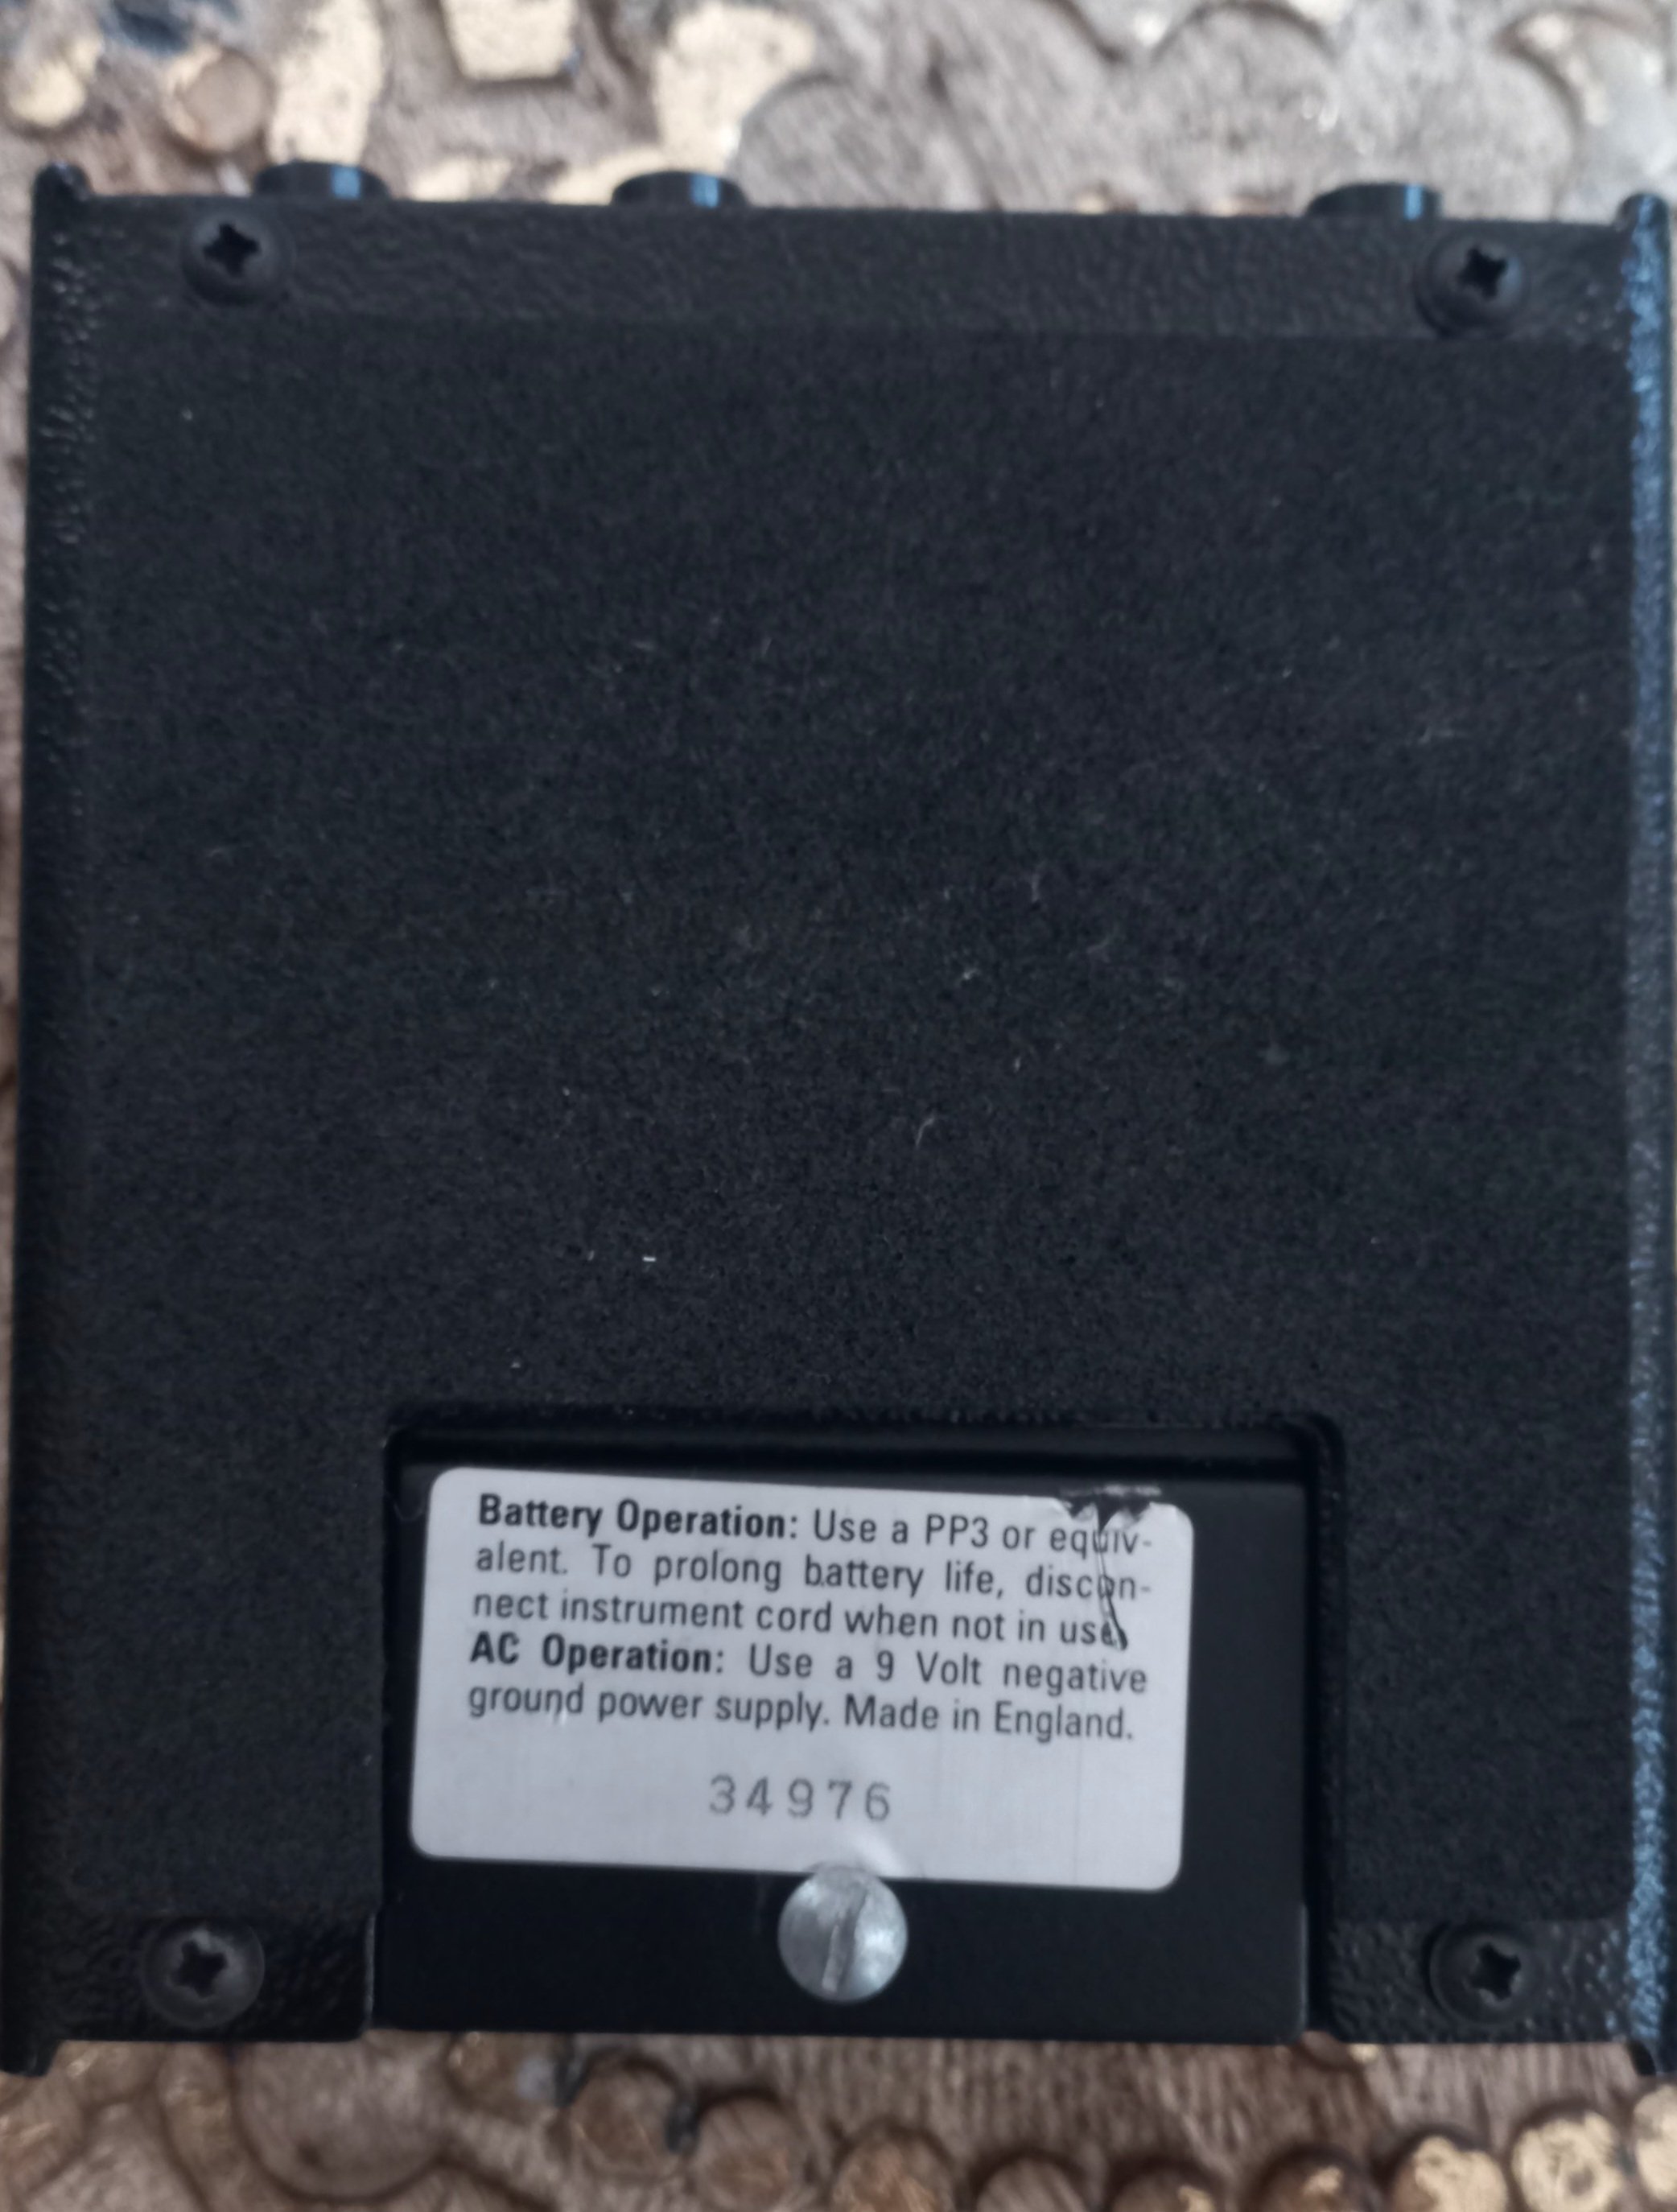 Battery Operation: Use a PP3 or equiv-
alent. To prolong battery life, discon-
nect instrument cord when not in use.
AC Operation: Use a 9 Volt negative
ground power supply. Made in England.
34976